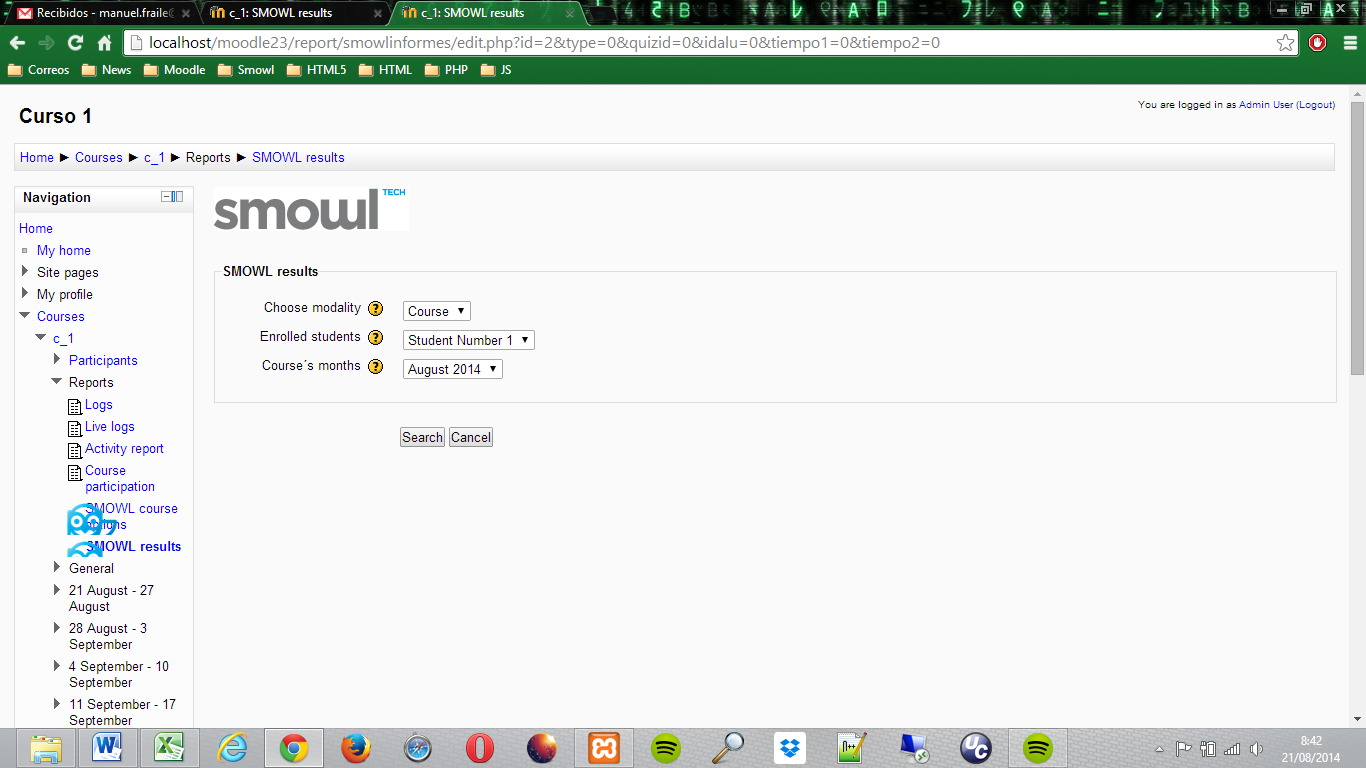 Recibidos - manuel.fraile@
c_1: SMOWL results
c_1: SMOWL results
localhost/moodle23/report/smowlinformes/edit.php?id=2&type=0&quizid=0&idalu=0&tiempo1=0&tiempo2=0
Correos News Moodle Smowl HTML5 HTML PHP JS
Curso 1
You are logged in as Admin User (Logout)
Home ► Courses ► c_1 ► Reports ► SMOWL results
Navigation
Home
My home
Site pages
My profile
Courses
c_1
Participants
Reports
Logs
Live logs
Activity report
Course
participation
SMOWL course
SMOWL results
General
21 August - 27
August
28 August - 3
September
4 September - 10
September
11 September - 17
September
smowl TECH
SMOWL results
Choose modality ? Course ▼
Enrolled students ? Student Number 1 ▼
Course´s months ? August 2014 ▼
Search Cancel
8:42
21/08/2014